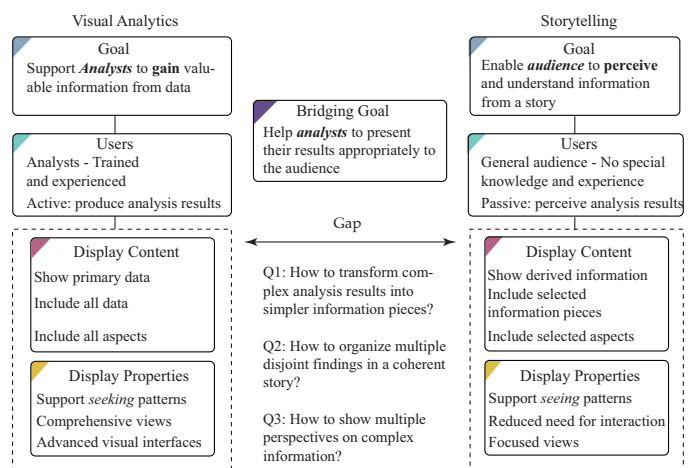 Visual Analytics
Goal
Support Analysts to gain valu-
able information from data
Users
Analysts - Trained
and experienced
Active: produce analysis results
Display Content
Show primary data
Include all data
Include all aspects
Display Properties
Support seeking patterns
Comprehensive views
Advanced visual interfaces
Bridging Goal
Help analysts to present
their results appropriately to
the audience
Gap
Q1: How to transform com-
plex analysis results into
simpler information pieces?
Q2: How to organize multiple
disjoint findings in a coherent
story?
Q3: How to show multiple
perspectives on complex
information?
Storytelling
Goal
Enable audience to perceive
and understand information
from a story
Users
General audience - No special
knowledge and experience
Passive: perceive analysis results
Display Content
Show derived information
Include selected
information pieces
Include selected aspects
Display Properties
Support seeing patterns
Reduced need for interaction
Focused views